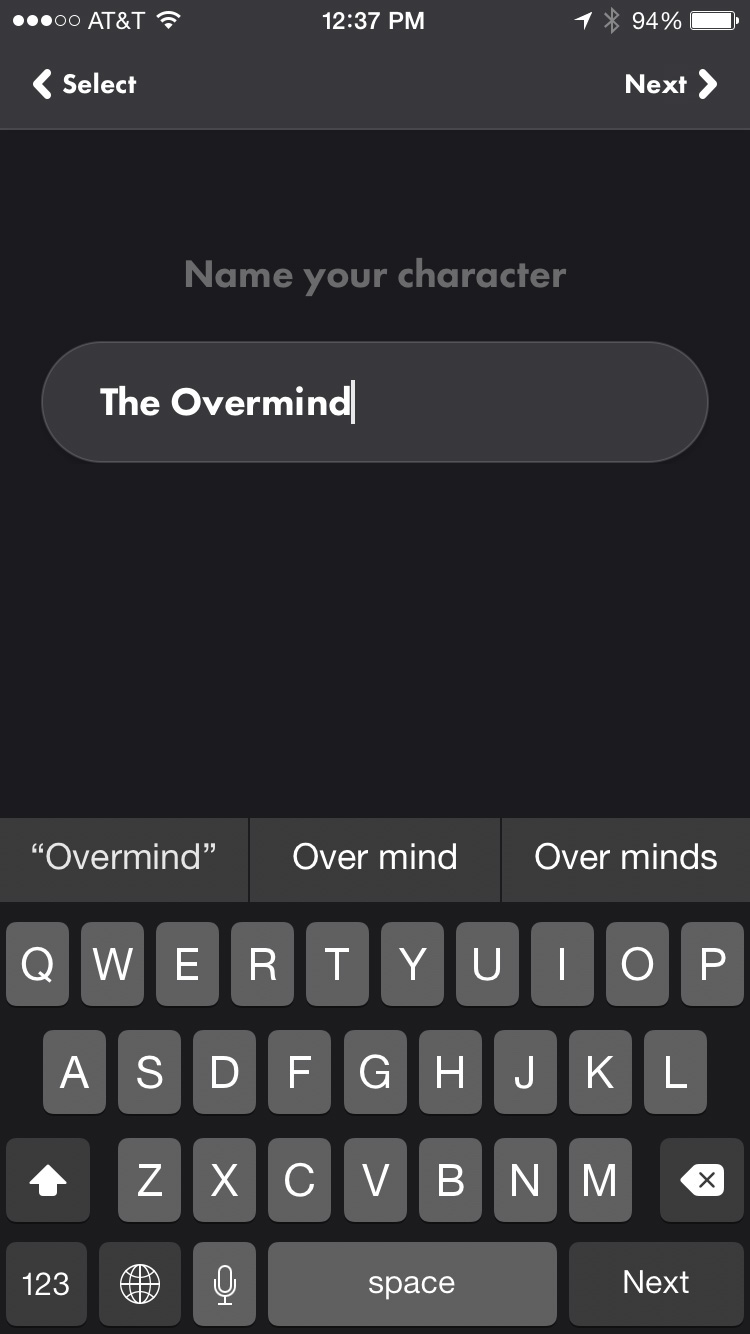 AT&T 12:37 PM 94%
Select Next
Name your character
The Overmind
“Overmind” Over mind Over minds
Q W E R T Y U I O P
A S D F G H J K L
Z X C V B N M
123 space Next